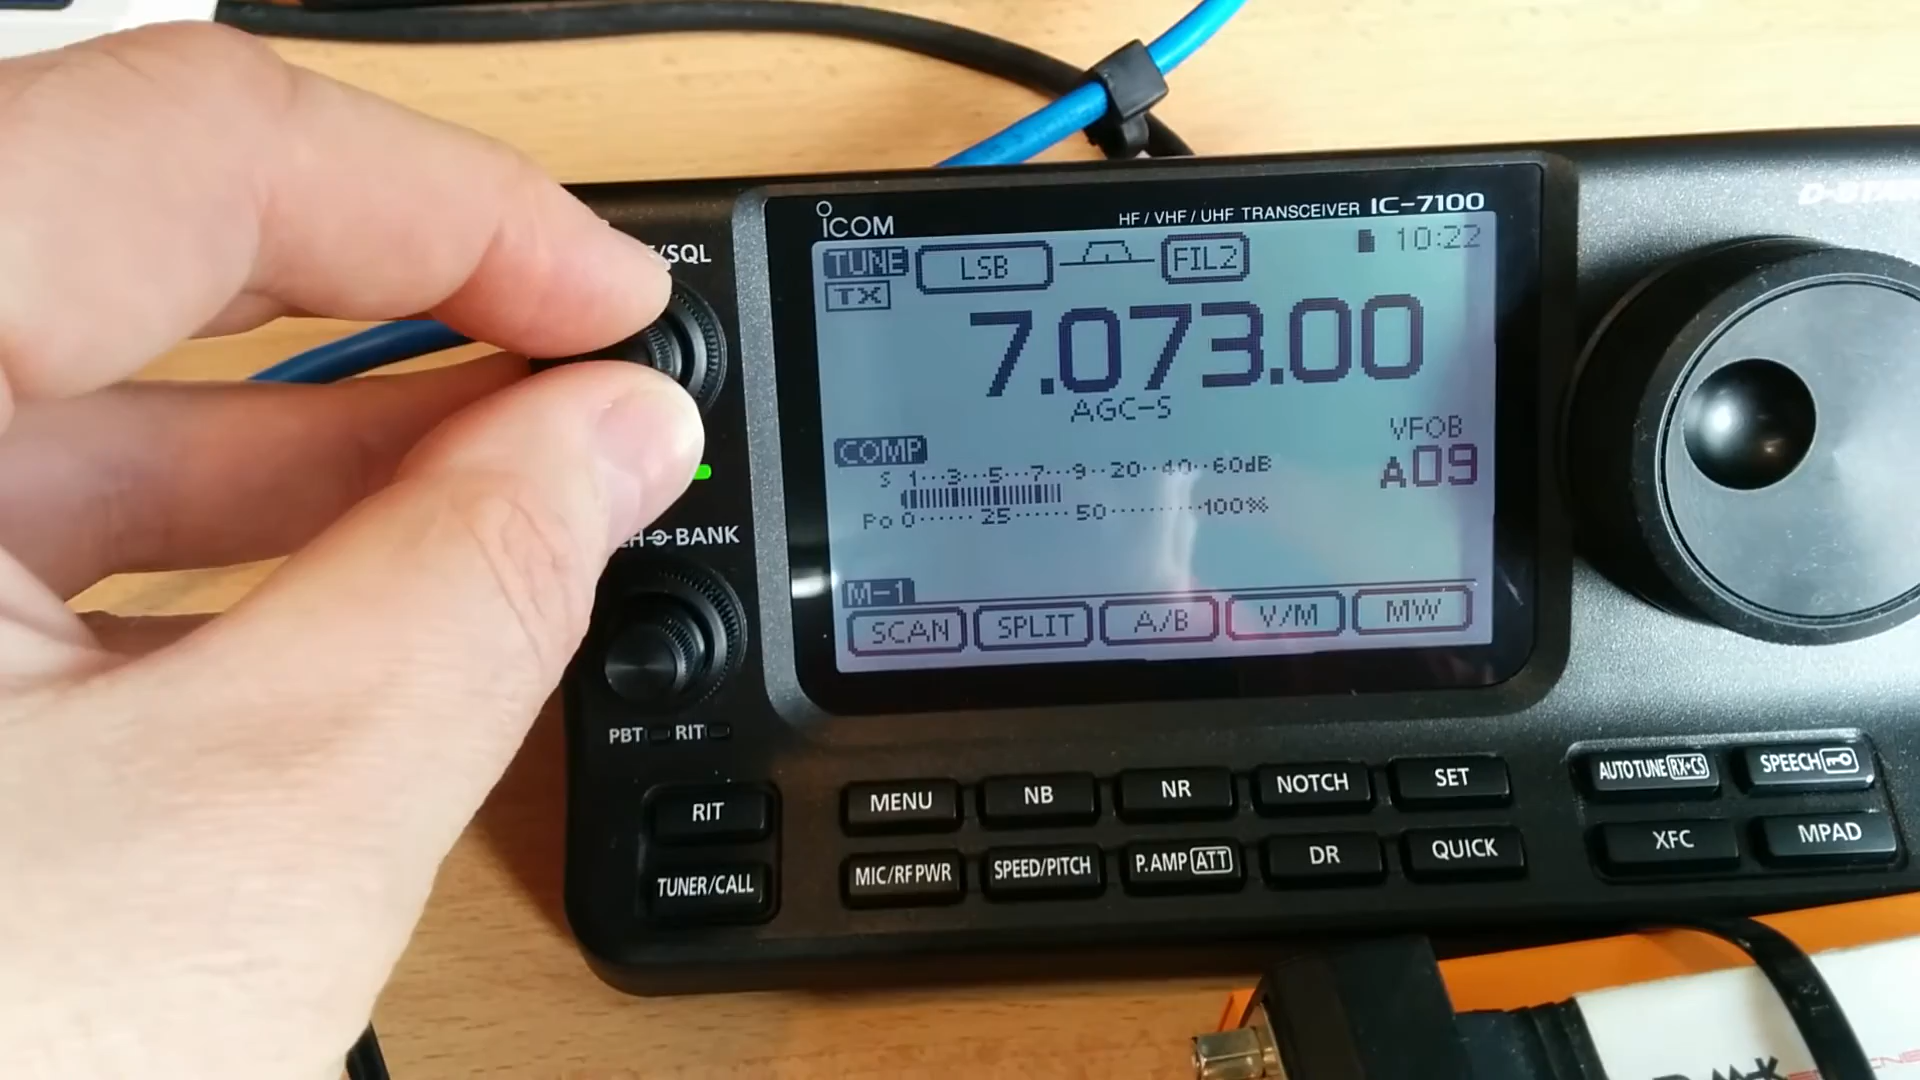 ICOM
HF / VHF / UHF TRANSCEIVER IC-7100
/SQL
TUNE LSB FIL2 10:22
TX
7.073.00
AGC-S
VFOB
COMP
A09
S 1···3···5···7···9··20··40··60dB
Po 0······25······50··········100%
BANK
M-1
SCAN SPLIT A/B V/M MW
PBT RIT
RIT MENU NB NR NOTCH SET AUTOTUNE RX→CS SPEECH
TUNER/CALL MIC/RF PWR SPEED/PITCH P.AMP ATT DR QUICK XFC MPAD